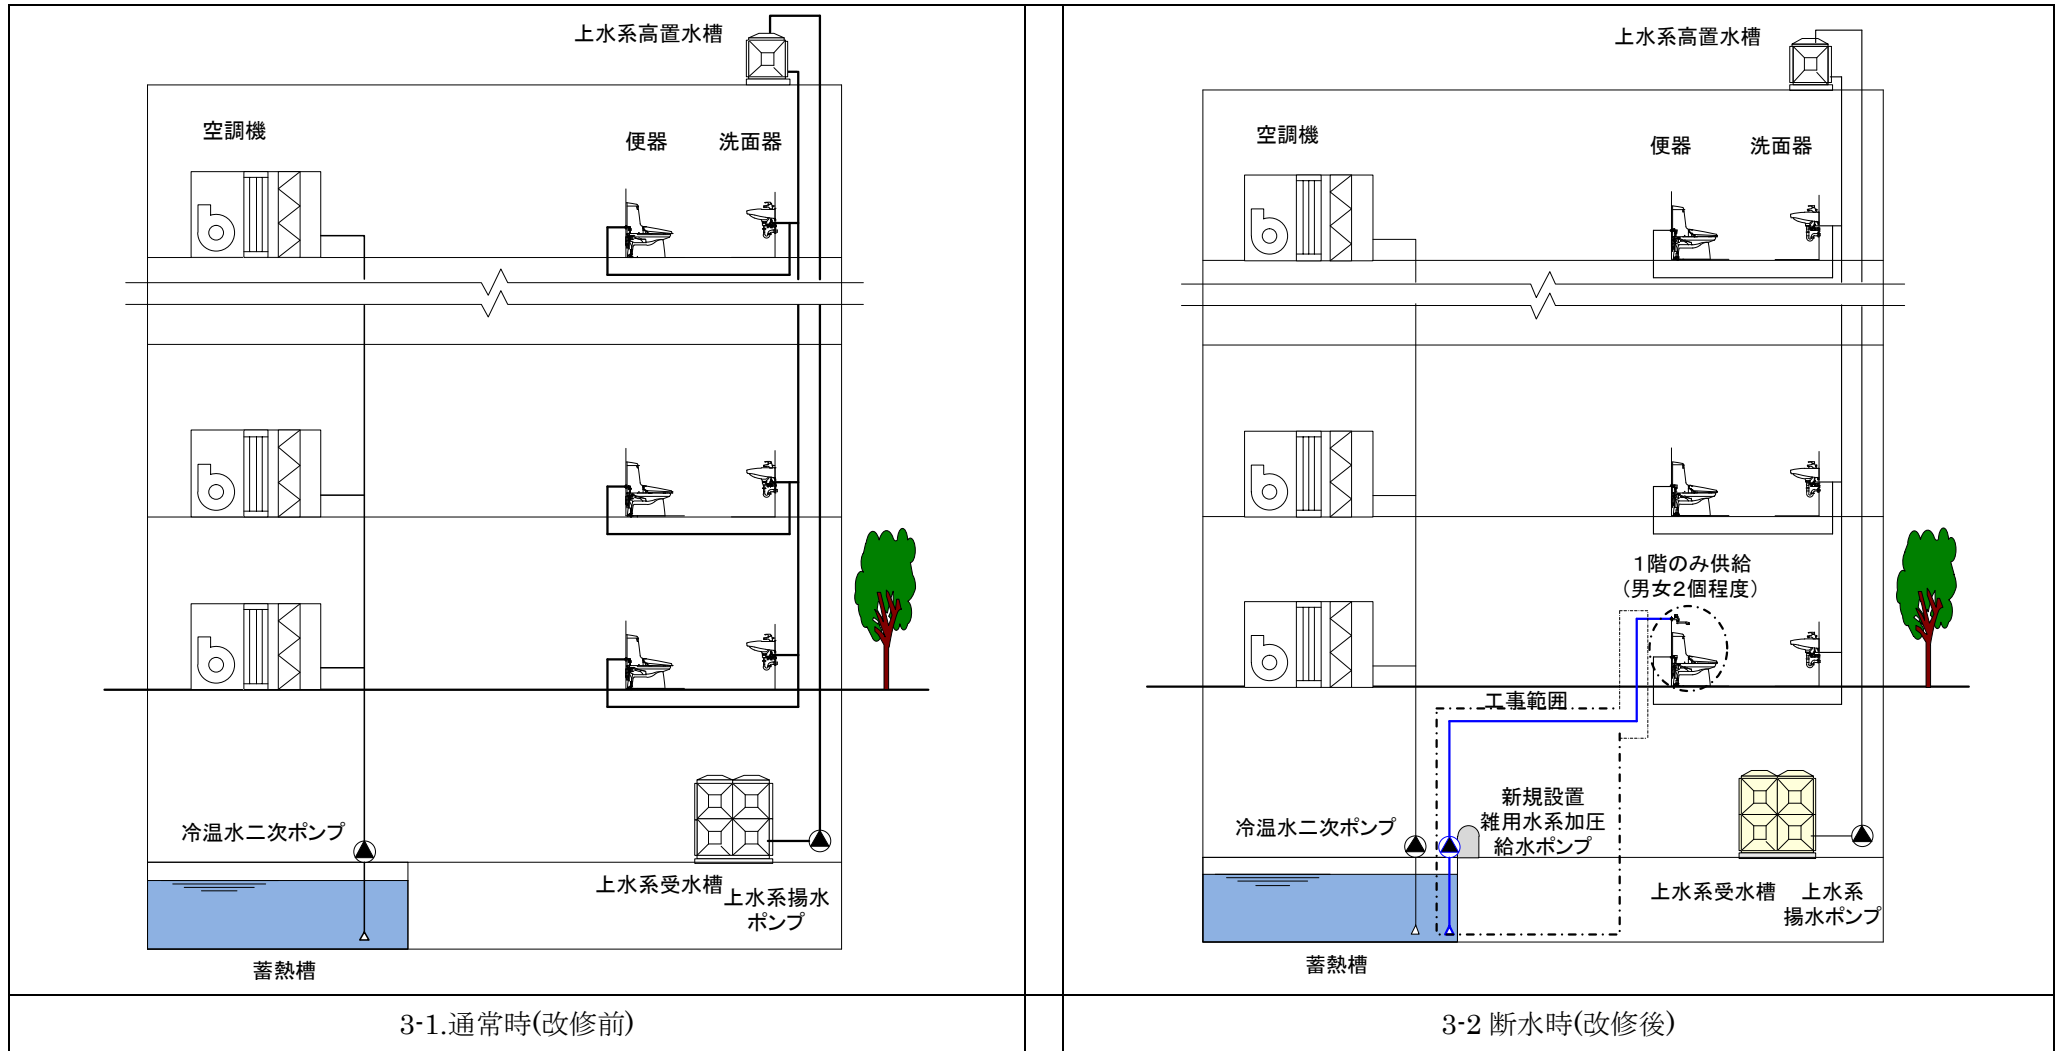 上水系高置水槽
空調機
便器
洗面器
冷温水二次ポンプ
上水系受水槽
上水系揚水
ポンプ
蓄熱槽
3-1.通常時(改修前)
上水系高置水槽
空調機
便器
洗面器
1階のみ供給
(男女2個程度)
工事範囲
新規設置
雑用水系加圧
給水ポンプ
冷温水二次ポンプ
上水系受水槽
上水系
揚水ポンプ
蓄熱槽
3-2 断水時(改修後)